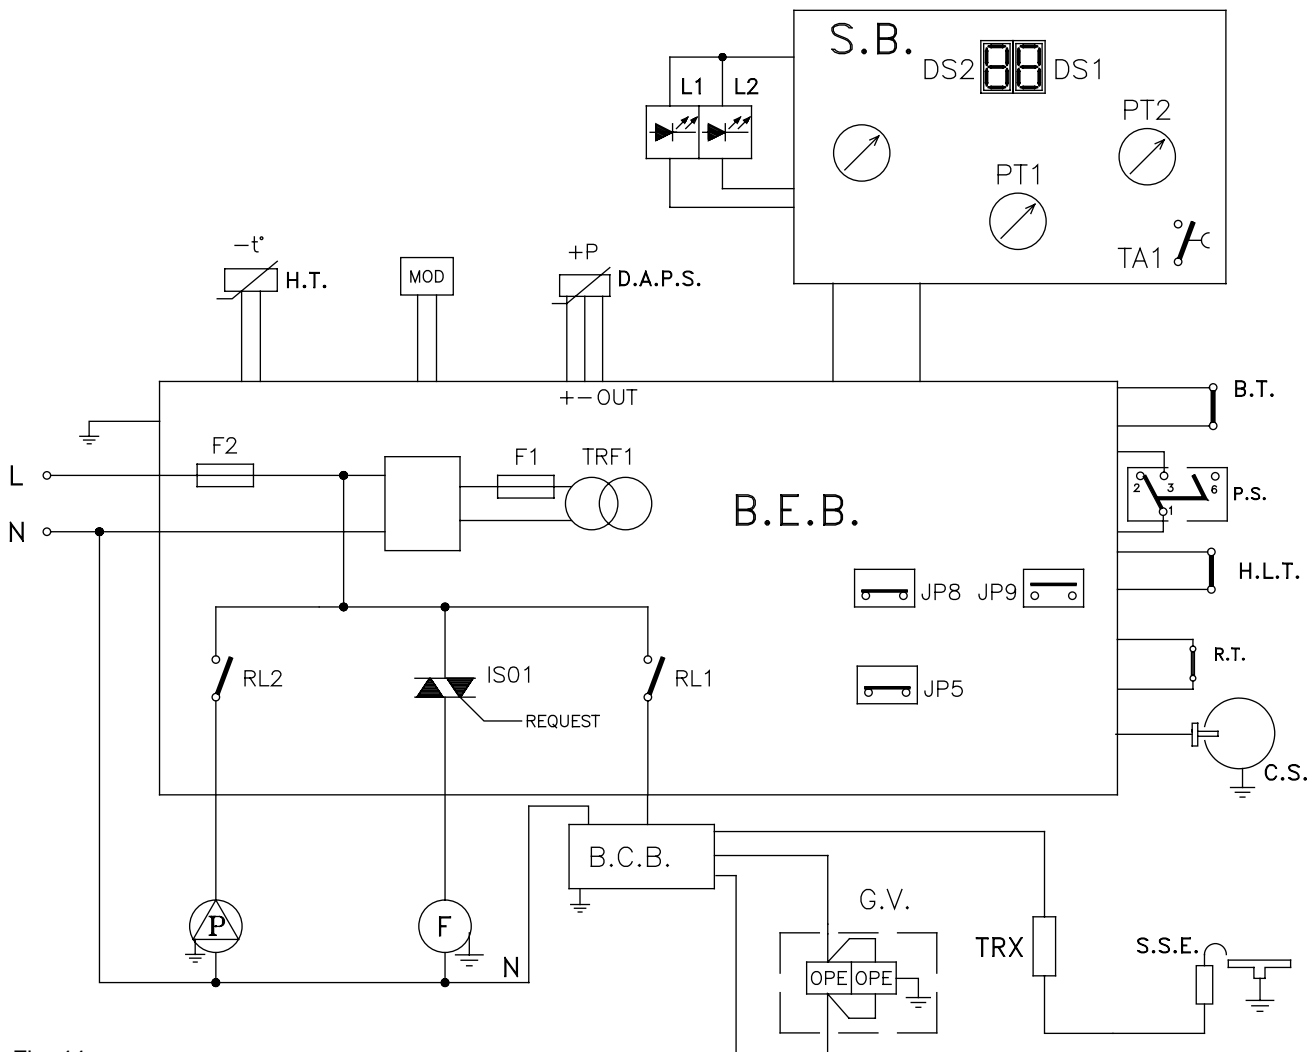 S.B.
DS2
DS1
L1
L2
PT2
PT1
TA1
-t°
H.T.
MOD
+P
D.A.P.S.
+-OUT
B.T.
F2
F1
TRF1
L
N
B.E.B.
2
3
6
1
P.S.
H.L.T.
JP8
JP9
RL2
ISO1
RL1
REQUEST
JP5
R.T.
C.S.
B.C.B.
G.V.
P
F
N
TRX
S.S.E.
OPE
OPE